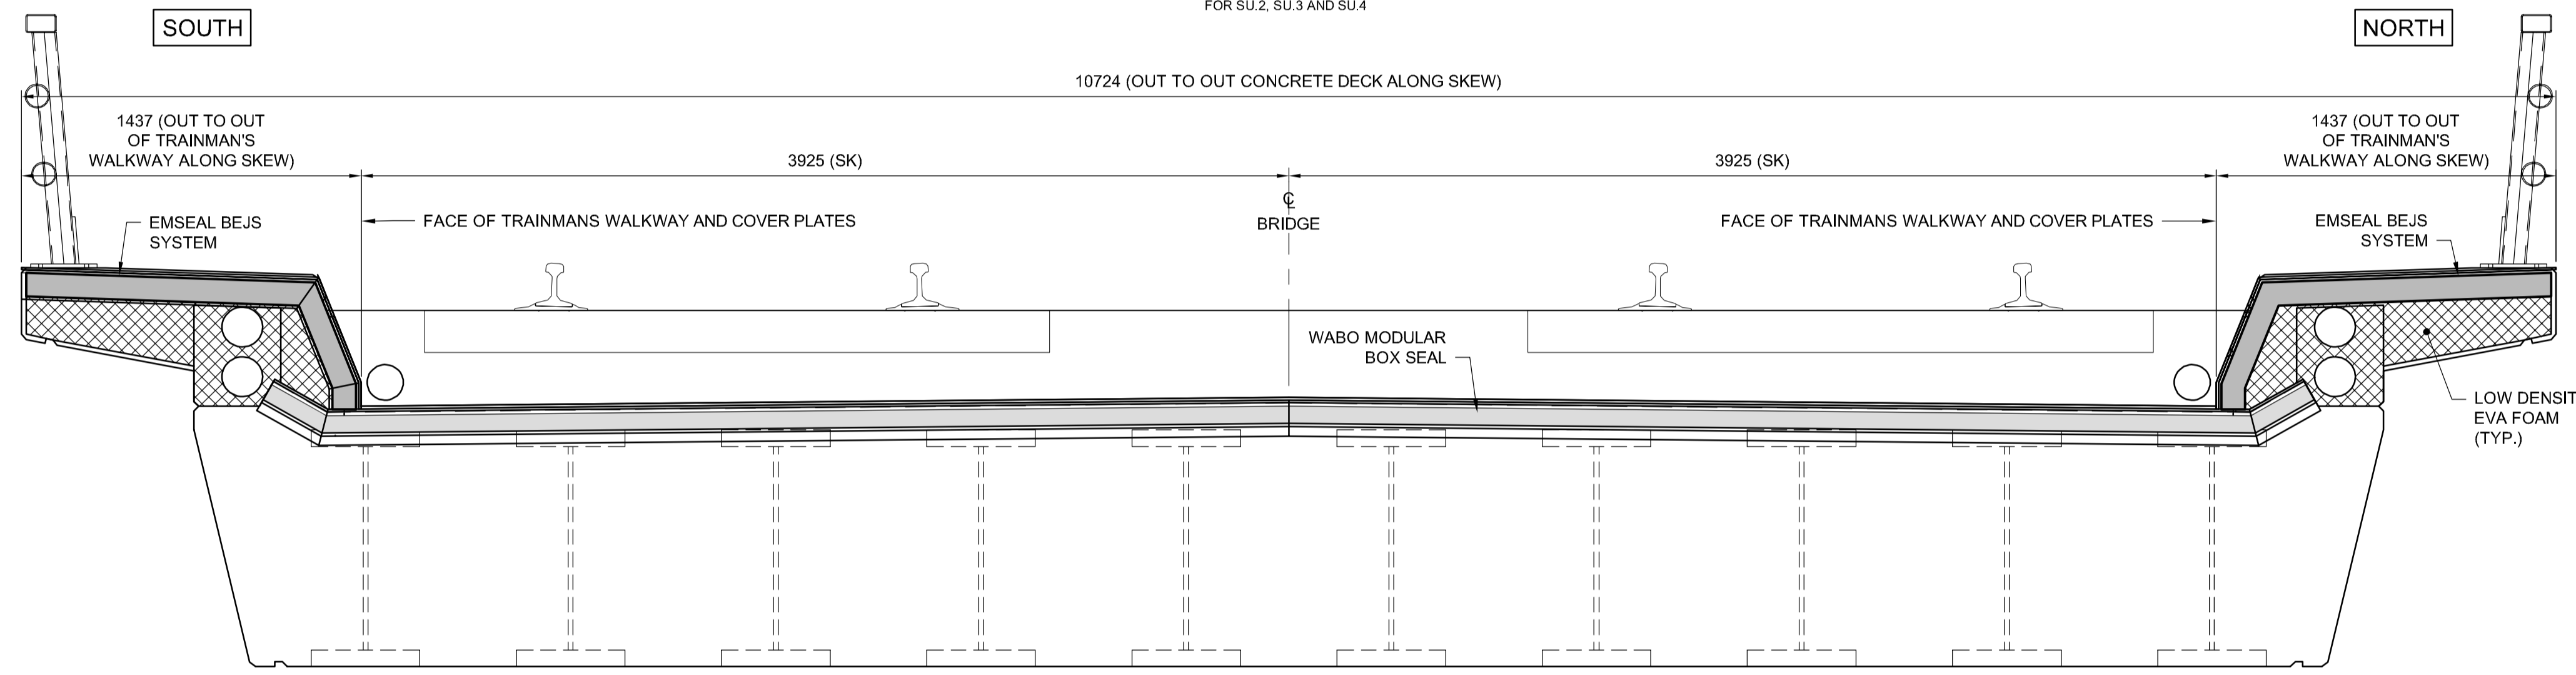 FOR SU.2, SU.3 AND SU.4
SOUTH
NORTH
10724 (OUT TO OUT CONCRETE DECK ALONG SKEW)
1437 (OUT TO OUT
OF TRAINMAN'S
WALKWAY ALONG SKEW)
3925 (SK)
3925 (SK)
1437 (OUT TO OUT
OF TRAINMAN'S
WALKWAY ALONG SKEW)
EMSEAL BEJS
SYSTEM
FACE OF TRAINMANS WALKWAY AND COVER PLATES
℄
BRIDGE
FACE OF TRAINMANS WALKWAY AND COVER PLATES
EMSEAL BEJS
SYSTEM
WABO MODULAR
BOX SEAL
LOW DENSIT
EVA FOAM
(TYP.)